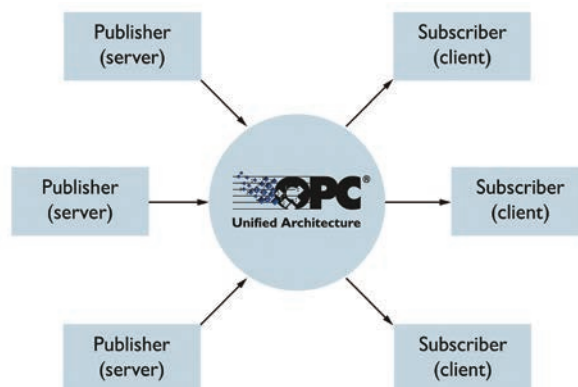 Publisher
(server)
Subscriber
(client)
Publisher
(server)
OPC®
Unified Architecture
Subscriber
(client)
Publisher
(server)
Subscriber
(client)